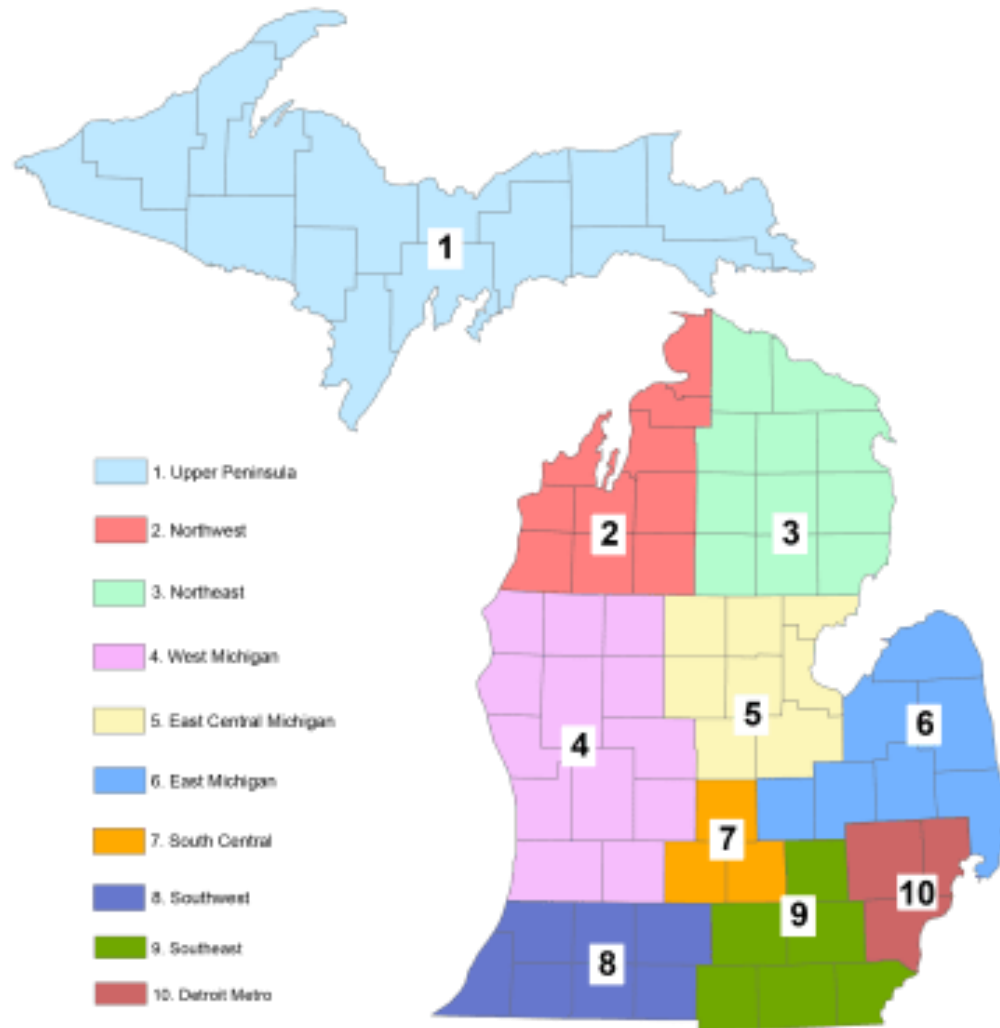 1
1. Upper Peninsula
2. Northwest
2
3
3. Northeast
4. West Michigan
5. East Central Michigan
5
6
4
6. East Michigan
7. South Central
7
8. Southwest
10
9
9. Southeast
8
10. Detroit Metro